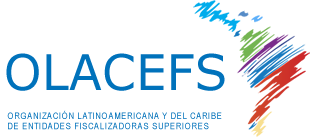 OLACEFS
ORGANIZACIÓN LATINOAMERICANA Y DEL CARIBE
DE ENTIDADES FISCALIZADORAS SUPERIORES